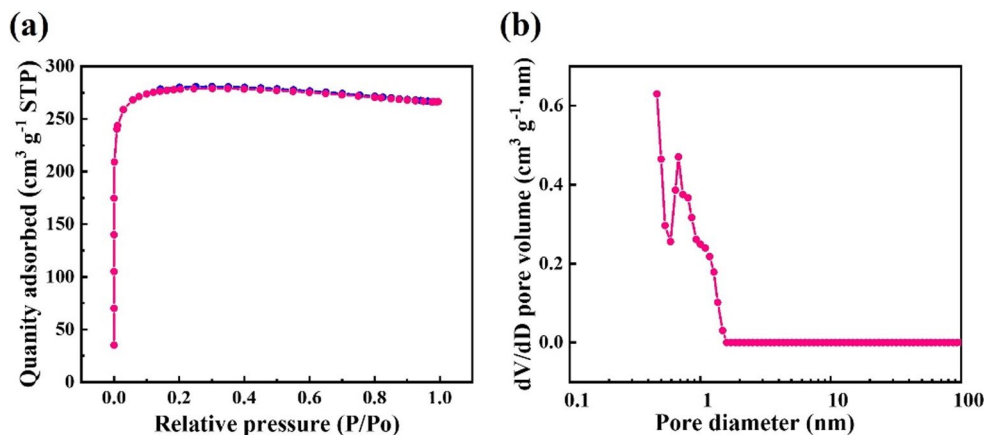 (a)
300
250
200
150
100
50
0
Quanity adsorbed (cm³ g⁻¹ STP)
0.0 0.2 0.4 0.6 0.8 1.0
Relative pressure (P/Po)
(b)
0.6
0.4
0.2
0.0
dV/dD pore volume (cm³ g⁻¹·nm)
0.1 1 10 100
Pore diameter (nm)